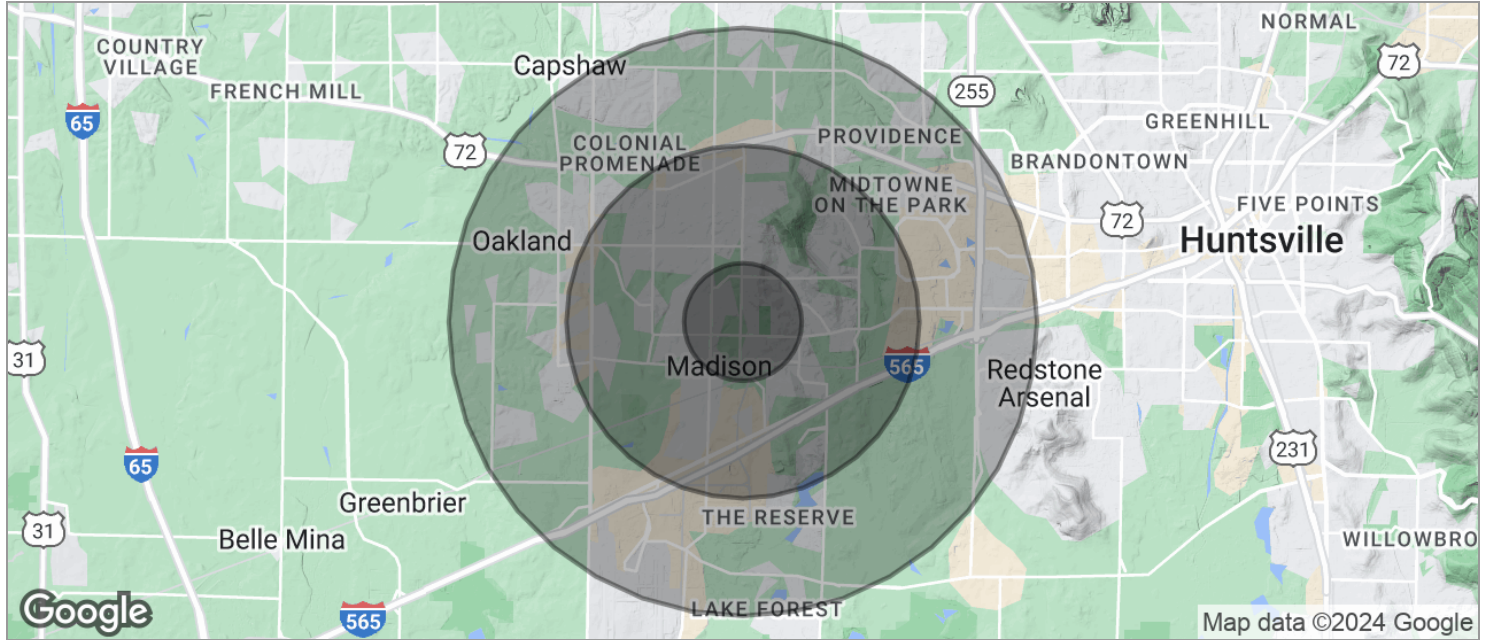 NORMAL
COUNTRY
VILLAGE
Capshaw
72
FRENCH MILL
255
65
GREENHILL
72
COLONIAL
PROMENADE
PROVIDENCE
BRANDONTOWN
MIDTOWNE
ON THE PARK
FIVE POINTS
72
Oakland
Huntsville
31
Madison
565
Redstone
Arsenal
65
231
Greenbrier
31
THE RESERVE
Belle Mina
WILLOWBRO
Google
565
LAKE FOREST
Map data ©2024 Google